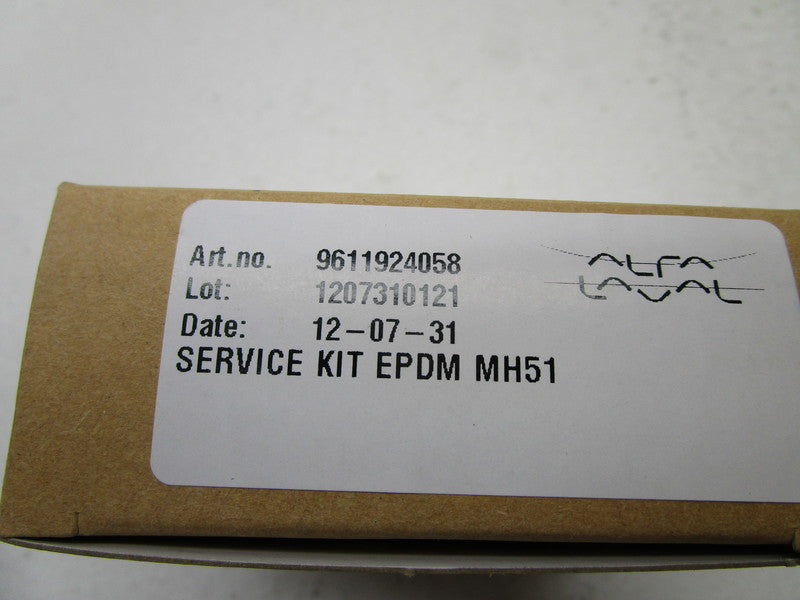 Art.no. 9611924058
Lot: 1207310121
Date: 12-07-31
SERVICE KIT EPDM MH51
ALFA
LAVAL